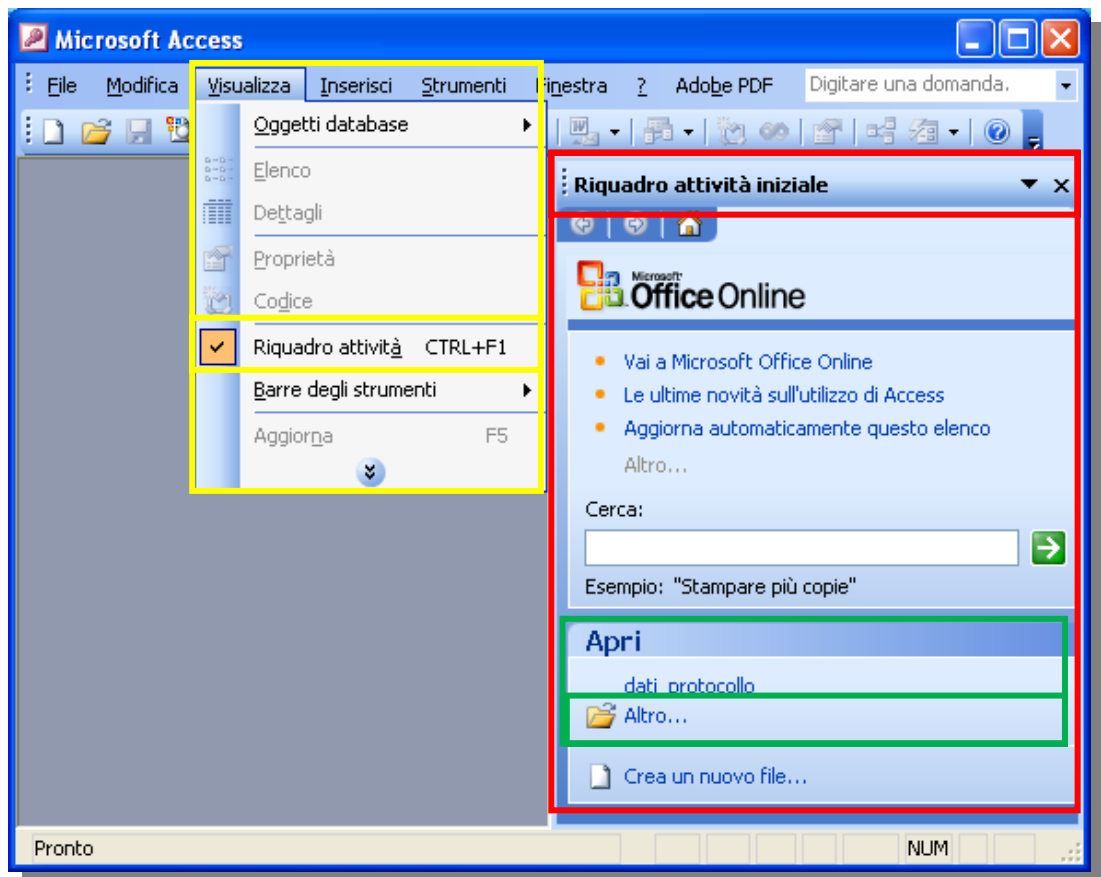 Microsoft Access
File Modifica Visualizza Inserisci Strumenti Finestra ? Adobe PDF Digitare una domanda.
Oggetti database
Elenco
Dettagli
Proprietà
Codice
Riquadro attività CTRL+F1
Barre degli strumenti
Aggiorna F5
Riquadro attività iniziale
Microsoft
Office Online
Vai a Microsoft Office Online
Le ultime novità sull'utilizzo di Access
Aggiorna automaticamente questo elenco
Altro...
Cerca:
Esempio: "Stampare più copie"
Apri
dati_protocollo
Altro...
Crea un nuovo file...
Pronto NUM